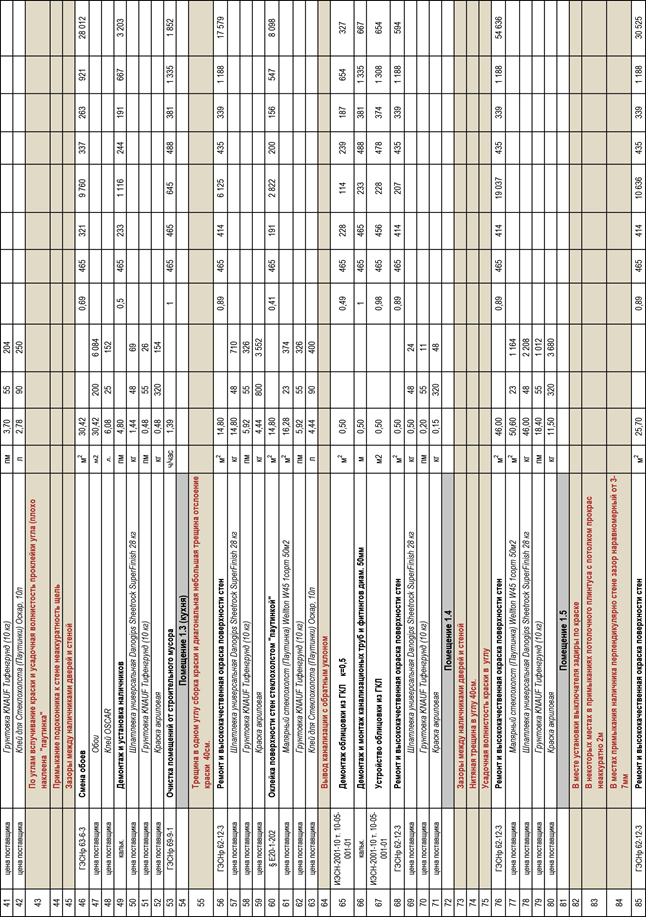 41 цена поставщика Грунтовка KNAUF Тифенгрунд (10 кг) пм 3,70 55 204
42 цена поставщика Клей для Стеклохолста (Паутинки) Оскар, 10л л 2,78 90 250
43 По углам вспучивание краски и усадочная волнистость проклейки угла (плохо
наклеена "паутинка"
44 Примыкание подоконника к стене неаккуратность щель
45 Зазоры между наличниками дверей и стеной
46 ГЭСНр 63-6-3 Смена обоев м² 30,42 0,69 465 321 9 760 337 263 921 28 012
47 цена поставщика Обои м2 30,42 200 6 084
48 цена поставщика Клей OSCAR л. 6,08 25 152
49 кальк. Демонтаж и установка наличников пм 4,80 0,5 465 233 1 116 244 191 667 3 203
50 цена поставщика Шпатлевка универсальная Danogips Sheetrock SuperFinish 28 кг кг 1,44 48 69
51 цена поставщика Грунтовка KNAUF Тифенгрунд (10 кг) пм 0,48 55 26
52 цена поставщика Краска акриловая кг 0,48 320 154
53 ГЭСНр 69-9-1 Очистка помещения от строительного мусора ч/час 1,39 1 465 465 645 488 381 1 335 1 852
54 Помещение 1.3 (кухня)
55 Трещина в одном углу сборка краски и диагональная небольшая трещина отслоение
краски 40см.
56 ГЭСНр 62-12-3 Ремонт и высококачественная окраска поверхности стен м² 14,80 0,89 465 414 6 125 435 339 1 188 17 579
57 цена поставщика Шпатлевка универсальная Danogips Sheetrock SuperFinish 28 кг кг 14,80 48 710
58 цена поставщика Грунтовка KNAUF Тифенгрунд (10 кг) пм 5,92 55 326
59 цена поставщика Краска акриловая кг 4,44 800 3 552
60 § Е20-1-202 Оклейка поверхности стен стеклохолстом "паутинкой" м² 14,80 0,41 465 191 2 822 200 156 547 8 098
61 цена поставщика Малярный стеклохолст (Паутинка) Wellton W45 1сорт 50м2 м² 16,28 23 374
62 цена поставщика Грунтовка KNAUF Тифенгрунд (10 кг) пм 5,92 55 326
63 цена поставщика Клей для Стеклохолста (Паутинки) Оскар, 10л л 4,44 90 400
64 Вывод канализации с обратным уклоном
65 ИЭСН-2001-10 т. 10-05-
001-01 Демонтаж облицовки из ГКЛ к=0,5 м² 0,50 0,49 465 228 114 239 187 654 327
66 кальк. Демонтаж и монтаж канализационных труб и фитингов диам. 50мм м 0,50 1 465 465 233 488 381 1 335 667
67 ИЭСН-2001-10 т. 10-05-
001-01 Устройство облицовки из ГКЛ м2 0,50 0,98 465 456 228 478 374 1 308 654
68 ГЭСНр 62-12-3 Ремонт и высококачественная окраска поверхности стен м² 0,50 0,89 465 414 207 435 339 1 188 594
69 цена поставщика Шпатлевка универсальная Danogips Sheetrock SuperFinish 28 кг кг 0,50 48 24
70 цена поставщика Грунтовка KNAUF Тифенгрунд (10 кг) пм 0,20 55 11
71 цена поставщика Краска акриловая кг 0,15 320 48
72 Помещение 1.4
73 Зазоры между наличниками дверей и стеной
74 Нитяная трещина в углу 40см.
75 Усадочная волнистость краски в углу
76 ГЭСНр 62-12-3 Ремонт и высококачественная окраска поверхности стен м² 46,00 0,89 465 414 19 037 435 339 1 188 54 636
77 цена поставщика Малярный стеклохолст (Паутинка) Wellton W45 1сорт 50м2 м² 50,60 23 1 164
78 цена поставщика Шпатлевка универсальная Danogips Sheetrock SuperFinish 28 кг кг 46,00 48 2 208
79 цена поставщика Грунтовка KNAUF Тифенгрунд (10 кг) пм 18,40 55 1 012
80 цена поставщика Краска акриловая кг 11,50 320 3 680
81 Помещение 1.5
82 В месте установки выключателя задиры по краске
83 В некоторых местах в примыканиях потолочного плинтуса с потолком прокрас
неаккуратно 2м
84 В местах примыкания наличника перпендикулярно стене зазор наравномерный от 3-
7мм
85 ГЭСНр 62-12-3 Ремонт и высококачественная окраска поверхности стен м² 25,70 0,89 465 414 10 636 435 339 1 188 30 525